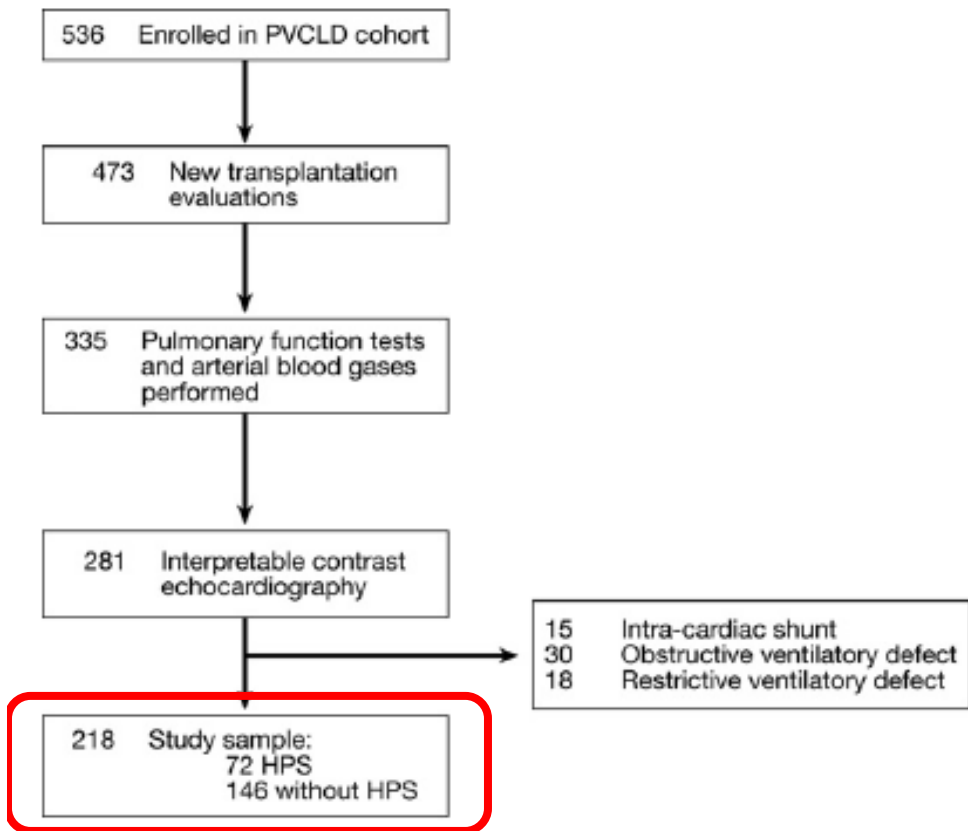 536 Enrolled in PVCLD cohort
473 New transplantation
evaluations
335 Pulmonary function tests
and arterial blood gases
performed
281 Interpretable contrast
echocardiography
15 Intra-cardiac shunt
30 Obstructive ventilatory defect
18 Restrictive ventilatory defect
218 Study sample:
72 HPS
146 without HPS